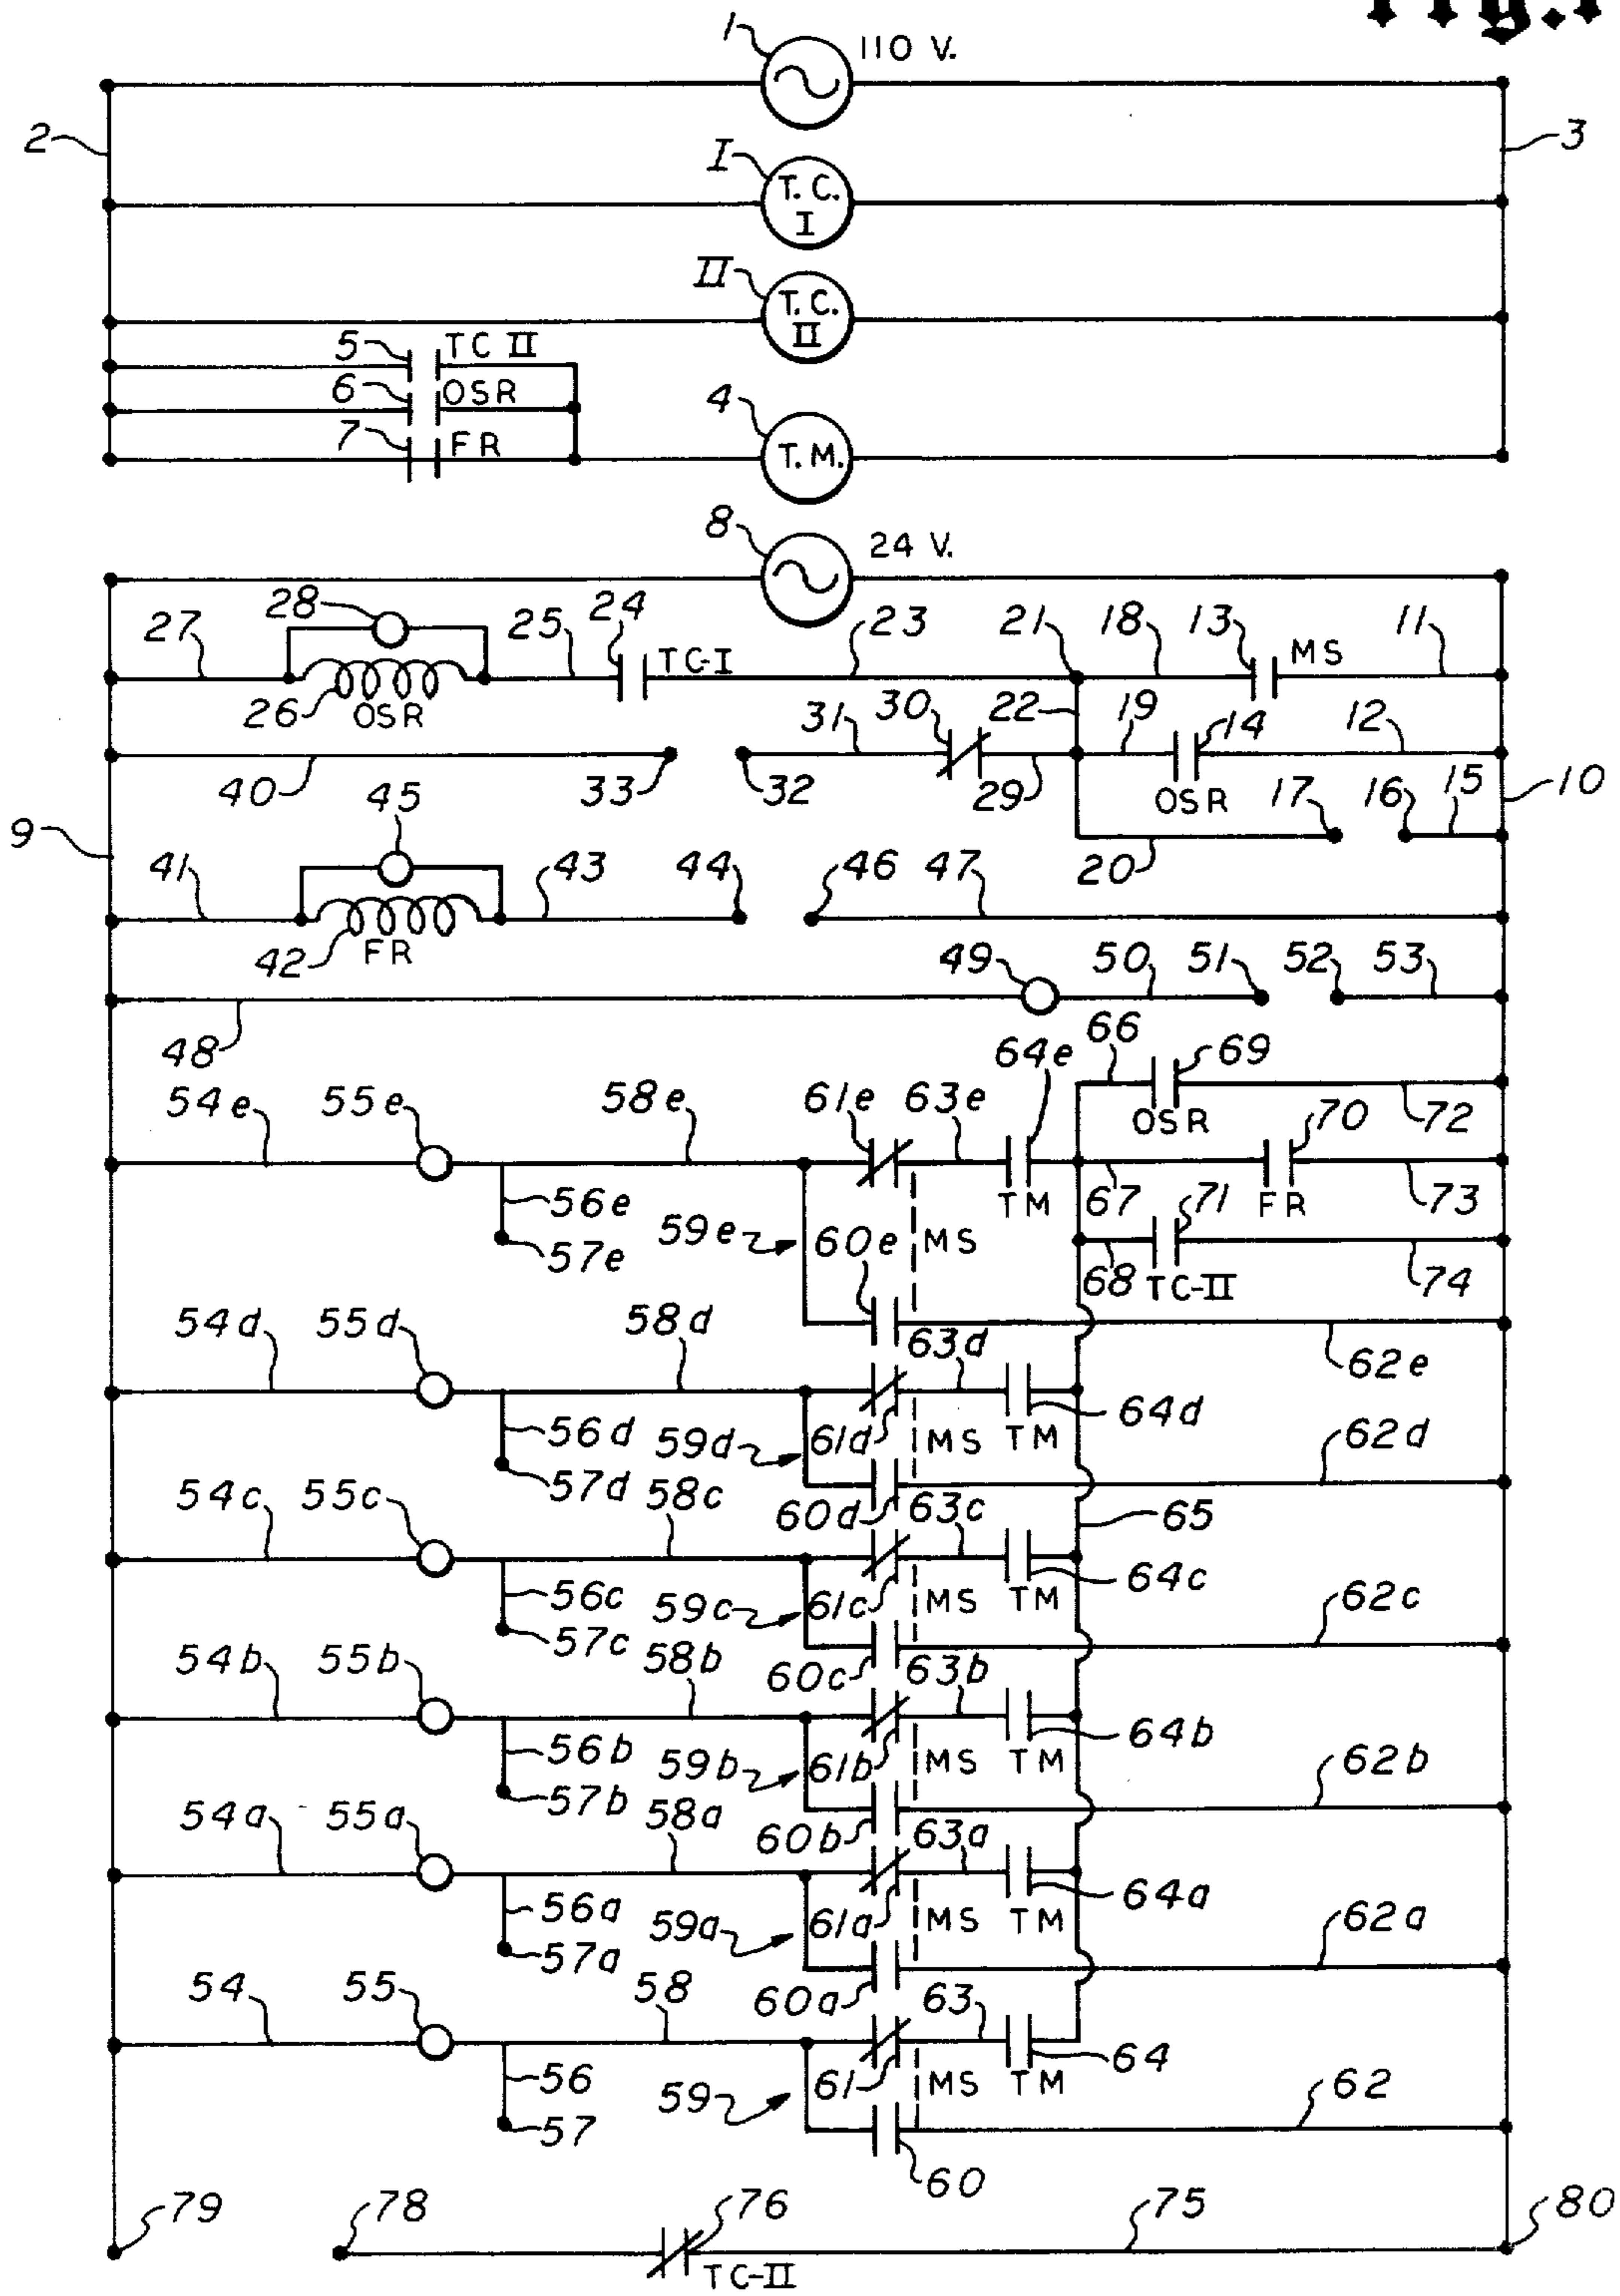 Fig. 1
1 110 V.
2 3
I T. C. I
II T. C. II
5 TC II
6 OSR
4
7 FR T. M.
8 24 V.
27 28 25 24 TC-I 23 21 18 13 MS 11
26 OSR
31 30 22 19 14 12
40 33 32 29 OSR 17 16 15 10
9 45 20
41 43 44 46 47
42 FR
49 50 51 52 53
48 66 69
64e OSR 72
54e 55e 58e 61e 63e 70
56e TM 67 FR 73
57e 59e 60e MS 71
68 TC-II 74
54d 55d 58d 63d 62e
56d 59d 61d MS TM 64d 62d
57d 60d
54c 55c 58c 63c 65
56c 59c 61c MS TM 64c 62c
57c 60c
54b 55b 58b 63b
56b 59b 61b MS TM 64b 62b
57b 60b
54a 55a 58a 63a
56a 59a 61a MS TM 64a 62a
57a 60a
54 55 58 63
56 59 61 MS TM 64 62
57 60
79 78 76 TC-II 75 80